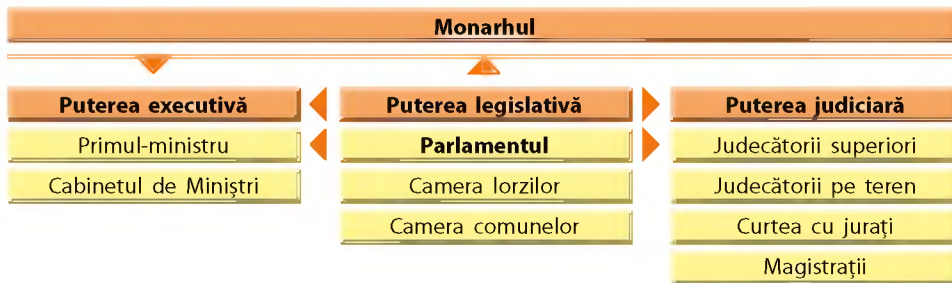 Monarhul
Puterea executivă
Primul-ministru
Cabinetul de Miniștri
Puterea legislativă
Parlamentul
Camera lorzilor
Camera comunelor
Puterea judiciară
Judecătorii superiori
Judecătorii pe teren
Curtea cu jurați
Magistrații